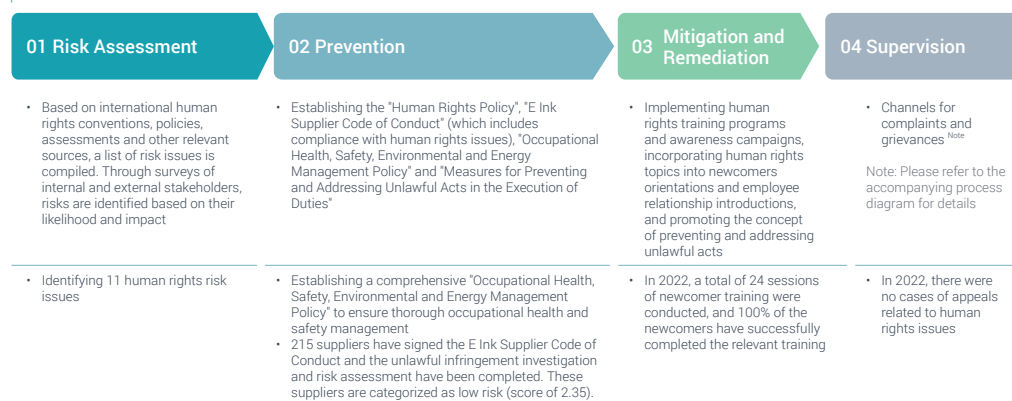 01 Risk Assessment
02 Prevention
03 Mitigation and
Remediation
04 Supervision
• Based on international human
rights conventions, policies,
assessments and other relevant
sources, a list of risk issues is
compiled. Through surveys of
internal and external stakeholders,
risks are identified based on their
likelihood and impact
• Establishing the "Human Rights Policy", "E Ink
Supplier Code of Conduct" (which includes
compliance with human rights issues), "Occupational
Health, Safety, Environmental and Energy
Management Policy" and "Measures for Preventing
and Addressing Unlawful Acts in the Execution of
Duties"
• Implementing human
rights training programs
and awareness campaigns,
incorporating human rights
topics into newcomers
orientations and employee
relationship introductions,
and promoting the concept
of preventing and addressing
unlawful acts
• Channels for
complaints and
grievances Note
Note: Please refer to the
accompanying process
diagram for details
• Identifying 11 human rights risk
issues
• Establishing a comprehensive "Occupational Health,
Safety, Environmental and Energy Management
Policy" to ensure thorough occupational health and
safety management
• 215 suppliers have signed the E Ink Supplier Code of
Conduct and the unlawful infringement investigation
and risk assessment have been completed. These
suppliers are categorized as low risk (score of 2.35).
• In 2022, a total of 24 sessions
of newcomer training were
conducted, and 100% of the
newcomers have successfully
completed the relevant training
• In 2022, there were
no cases of appeals
related to human
rights issues